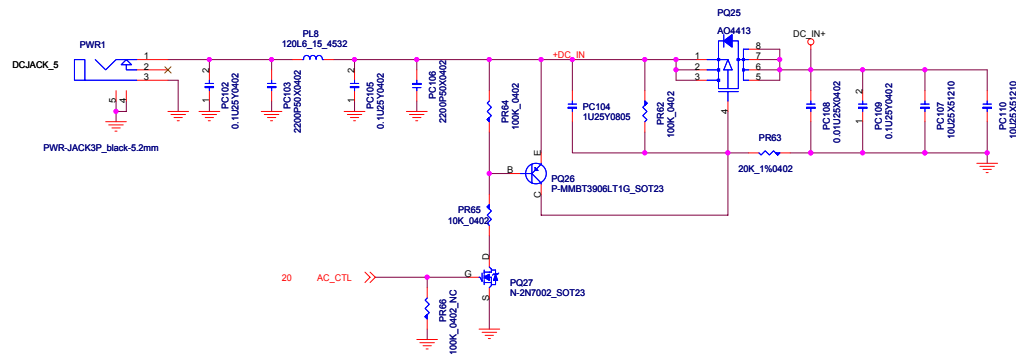 PQ25
AO4413
PWR1
PL8
120L6_15_4532
DC_IN+
DCJACK_5
+DC_IN
1
2
3
5
4
PWR-JACK3P_black-5.2mm
2
1
PC102
0.1U25Y0402
PC103
2200P50X0402
2
1
PC105
0.1U25Y0402
PC106
2200P50X0402
PR64
100K_0402
PC104
1U25Y0805
PR62
100K_0402
1
2
3
8
7
6
5
4
PC108
0.01U25X0402
2
1
PC109
0.1U25Y0402
PC107
10U25X51210
PC110
10U25X51210
PR63
20K_1%0402
E
B
C
PQ26
P-MMBT3906LT1G_SOT23
PR65
10K_0402
D
G
S
20 AC_CTL
PQ27
N-2N7002_SOT23
PR66
100K_0402_NC